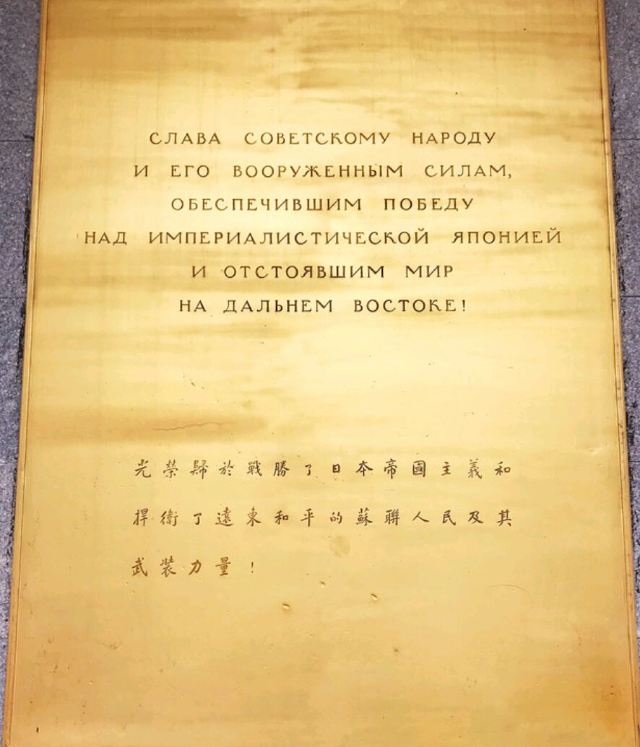 СЛАВА СОВЕТСКОМУ НАРОДУ
И ЕГО ВООРУЖЕННЫМ СИЛАМ,
ОБЕСПЕЧИВШИМ ПОБЕДУ
НАД ИМПЕРИАЛИСТИЧЕСКОЙ ЯПОНИЕЙ
И ОТСТОЯВШИМ МИР
НА ДАЛЬНЕМ ВОСТОКЕ!
光榮歸於戰勝了日本帝國主義和
捍衛了遠東和平的蘇聯人民及其
武裝力量!